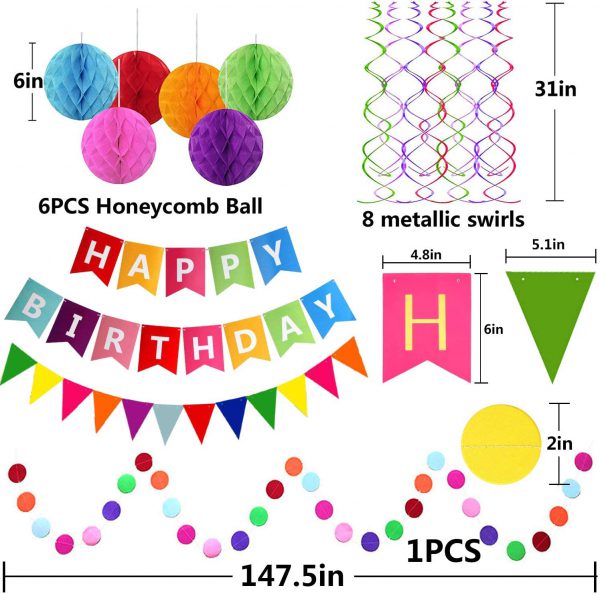 6in
31in
6PCS Honeycomb Ball
8 metallic swirls
HAPPY
BIRTHDAY
4.8in
5.1in
H
6in
2in
1PCS
147.5in